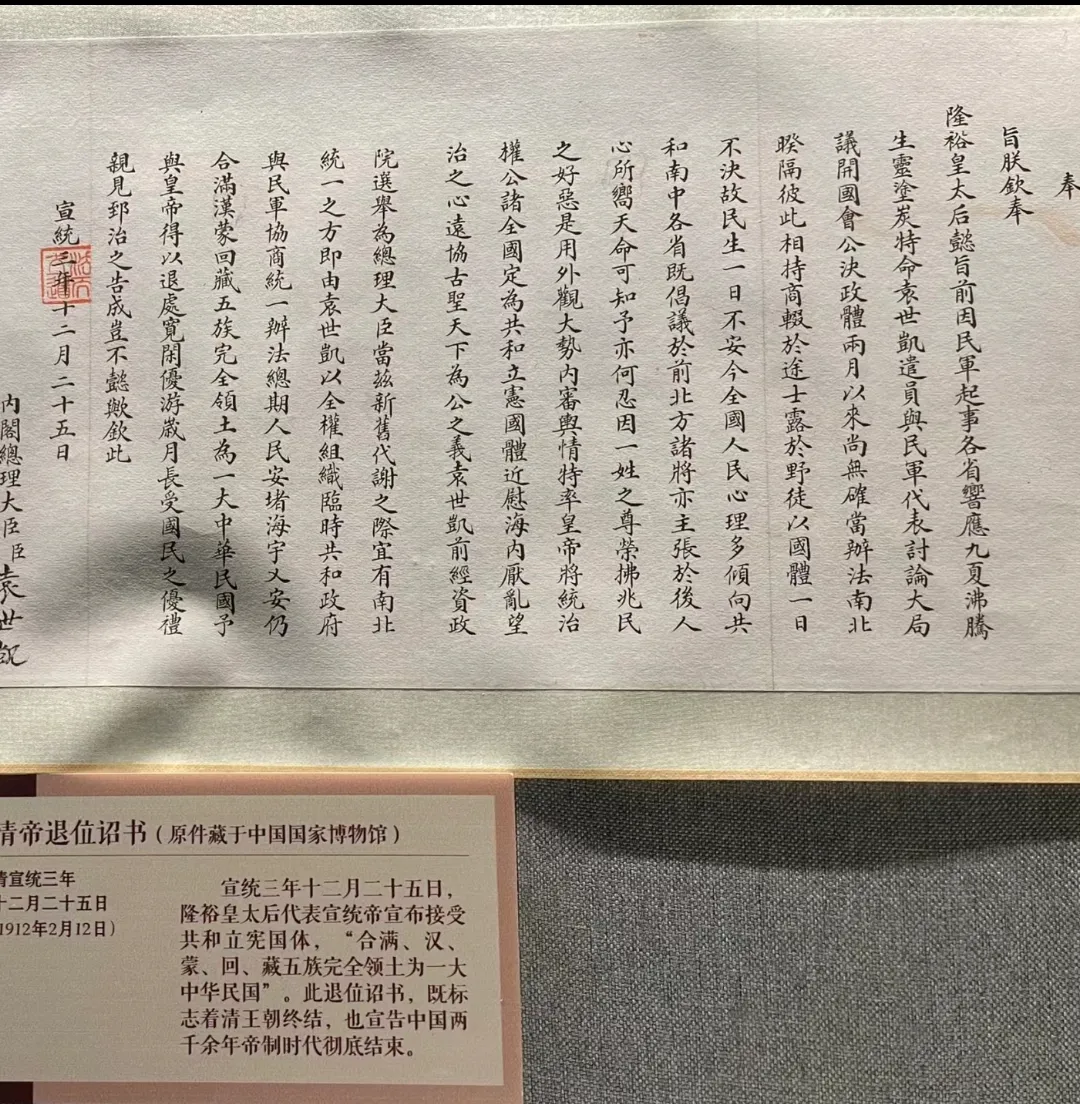 奉
旨朕欽奉
隆裕皇太后懿旨前因民軍起事各省響應九夏沸騰
生靈塗炭特命袁世凱遣員與民軍代表討論大局
議開國會公決政體兩月以來尚無確當辦法南北
暌隔彼此相持商輟於途士露於野徒以國體一日
不決故民生一日不安今全國人民心理多傾向共
和南中各省既倡議於前北方諸將亦主張於後人
心所嚮天命可知予亦何忍因一姓之尊榮拂兆民
之好惡是用外觀大勢內審輿情特率皇帝將統治
權公諸全國定為共和立憲國體近慰海內厭亂望
治之心遠協古聖天下為公之義袁世凱前經資政
院選舉為總理大臣當茲新舊代謝之際宜有南北
統一之方即由袁世凱以全權組織臨時共和政府
與民軍協商統一辦法總期人民安堵海宇乂安仍
合滿漢蒙回藏五族完全領土為一大中華民國予
與皇帝得以退處寬閑優游歲月長受國民之優禮
親見郅治之告成豈不懿歟欽此
宣統三年十二月二十五日
內閣總理大臣臣袁世凱
清帝退位诏书（原件藏于中国国家博物馆）
清宣统三年
十二月二十五日
1912年2月12日）
宣统三年十二月二十五日，
隆裕皇太后代表宣统帝宣布接受
共和立宪国体，“合满、汉、
蒙、回、藏五族完全领土为一大
中华民国”。此退位诏书，既标
志着清王朝终结，也宣告中国两
千余年帝制时代彻底结束。